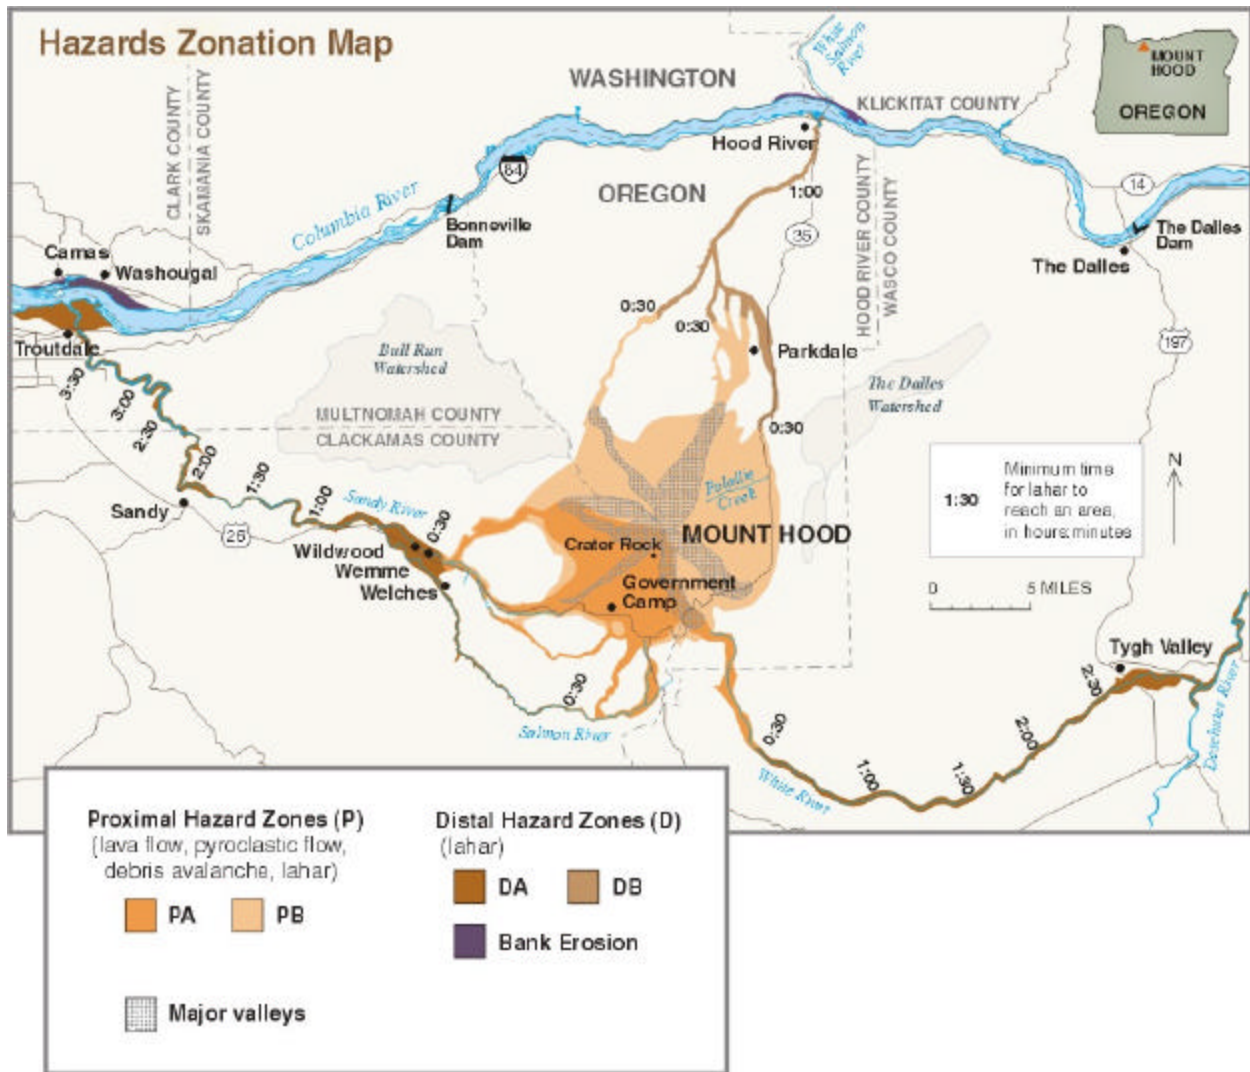 Hazards Zonation Map
WASHINGTON
White
Salmon
River
KLICKITAT COUNTY
MOUNT
HOOD
OREGON
CLARK COUNTY
SKAMANIA COUNTY
Hood River
84
OREGON
1:00
14
Columbia River
Bonneville
Dam
35
HOOD RIVER COUNTY
WASCO COUNTY
The Dalles
Dam
The Dalles
Camas
Washougal
0:30
0:30
Troutdale
Bull Run
Watershed
Parkdale
197
3:30
3:00
2:30
2:00
1:30
1:00
0:30
MULTNOMAH COUNTY
CLACKAMAS COUNTY
The Dalles
Watershed
0:30
Sandy
26
Sandy River
Polallie
Creek
1:30
Minimum time
for lahar to
reach an area,
in hours:minutes
N
Wildwood
Wemme
Welches
Crater Rock
MOUNT HOOD
Government
Camp
0
5 MILES
0:30
Salmon River
0:30
White River
1:00
1:30
2:00
2:30
Tygh Valley
Deschutes River
Proximal Hazard Zones (P)
(lava flow, pyroclastic flow,
debris avalanche, lahar)
PA
PB
Major valleys
Distal Hazard Zones (D)
(lahar)
DA
DB
Bank Erosion